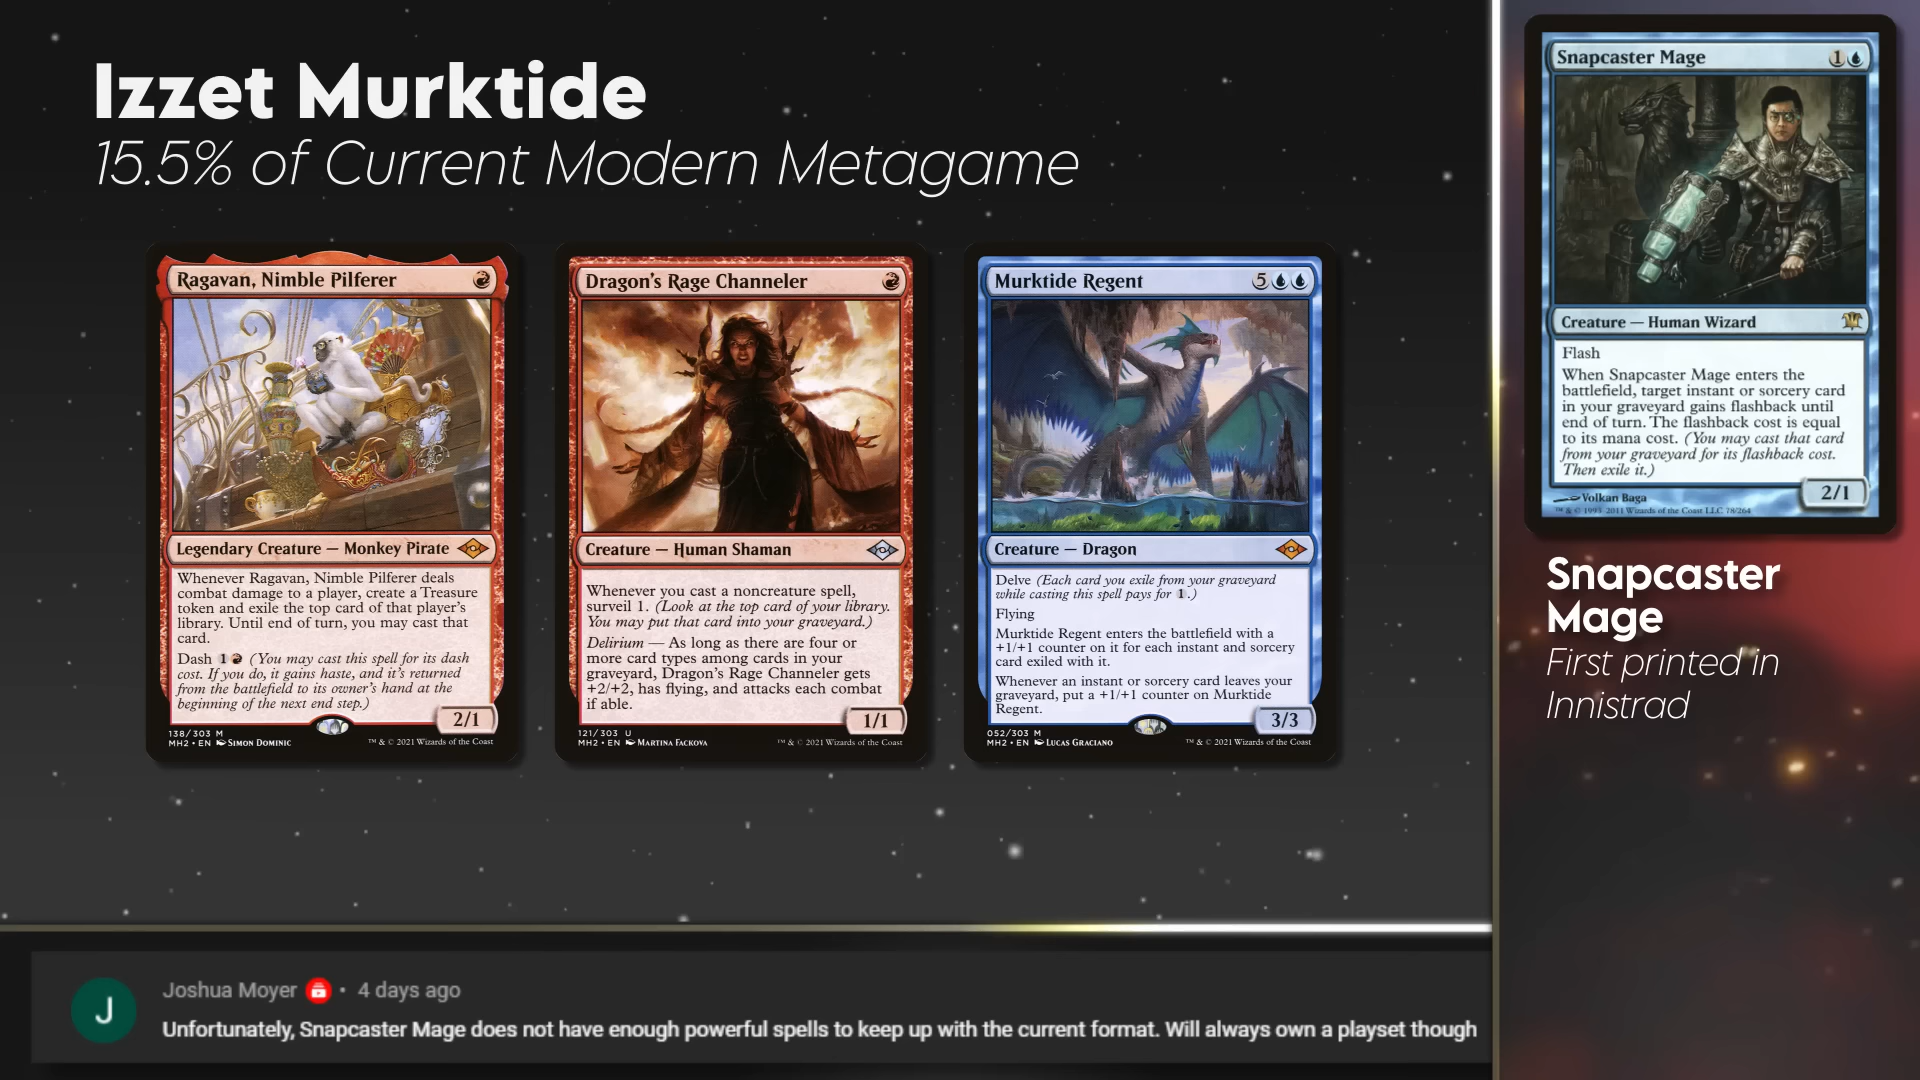 Izzet Murktide
15.5% of Current Modern Metagame
Ragavan, Nimble Pilferer
Legendary Creature — Monkey Pirate
Whenever Ragavan, Nimble Pilferer deals
combat damage to a player, create a Treasure
token and exile the top card of that player's
library. Until end of turn, you may cast that
card.
Dash 1 (You may cast this spell for its dash
cost. If you do, it gains haste, and it's returned
from the battlefield to its owner's hand at the
beginning of the next end step.)
2/1
138/303 M
MH2 • EN SIMON DOMINIC
™ & © 2021 Wizards of the Coast
Dragon's Rage Channeler
Creature — Human Shaman
Whenever you cast a noncreature spell,
surveil 1. (Look at the top card of your library.
You may put that card into your graveyard.)
Delirium — As long as there are four or
more card types among cards in your
graveyard, Dragon's Rage Channeler gets
+2/+2, has flying, and attacks each combat
if able.
1/1
121/303 U
MH2 • EN MARTINA FACKOVA
™ & © 2021 Wizards of the Coast
Murktide Regent 5
Creature — Dragon
Delve (Each card you exile from your graveyard
while casting this spell pays for 1.)
Flying
Murktide Regent enters the battlefield with a
+1/+1 counter on it for each instant and sorcery
card exiled with it.
Whenever an instant or sorcery card leaves your
graveyard, put a +1/+1 counter on Murktide
Regent.
3/3
052/303 M
MH2 • EN LUCAS GRACIANO
™ & © 2021 Wizards of the Coast
Snapcaster Mage 1
Creature — Human Wizard
Flash
When Snapcaster Mage enters the
battlefield, target instant or sorcery card
in your graveyard gains flashback until
end of turn. The flashback cost is equal
to its mana cost. (You may cast that card
from your graveyard for its flashback cost.
Then exile it.)
Volkan Baga
2/1
™ & © 1993–2011 Wizards of the Coast LLC 78/264
Snapcaster
Mage
First printed in
Innistrad
J
Joshua Moyer • 4 days ago
Unfortunately, Snapcaster Mage does not have enough powerful spells to keep up with the current format. Will always own a playset though